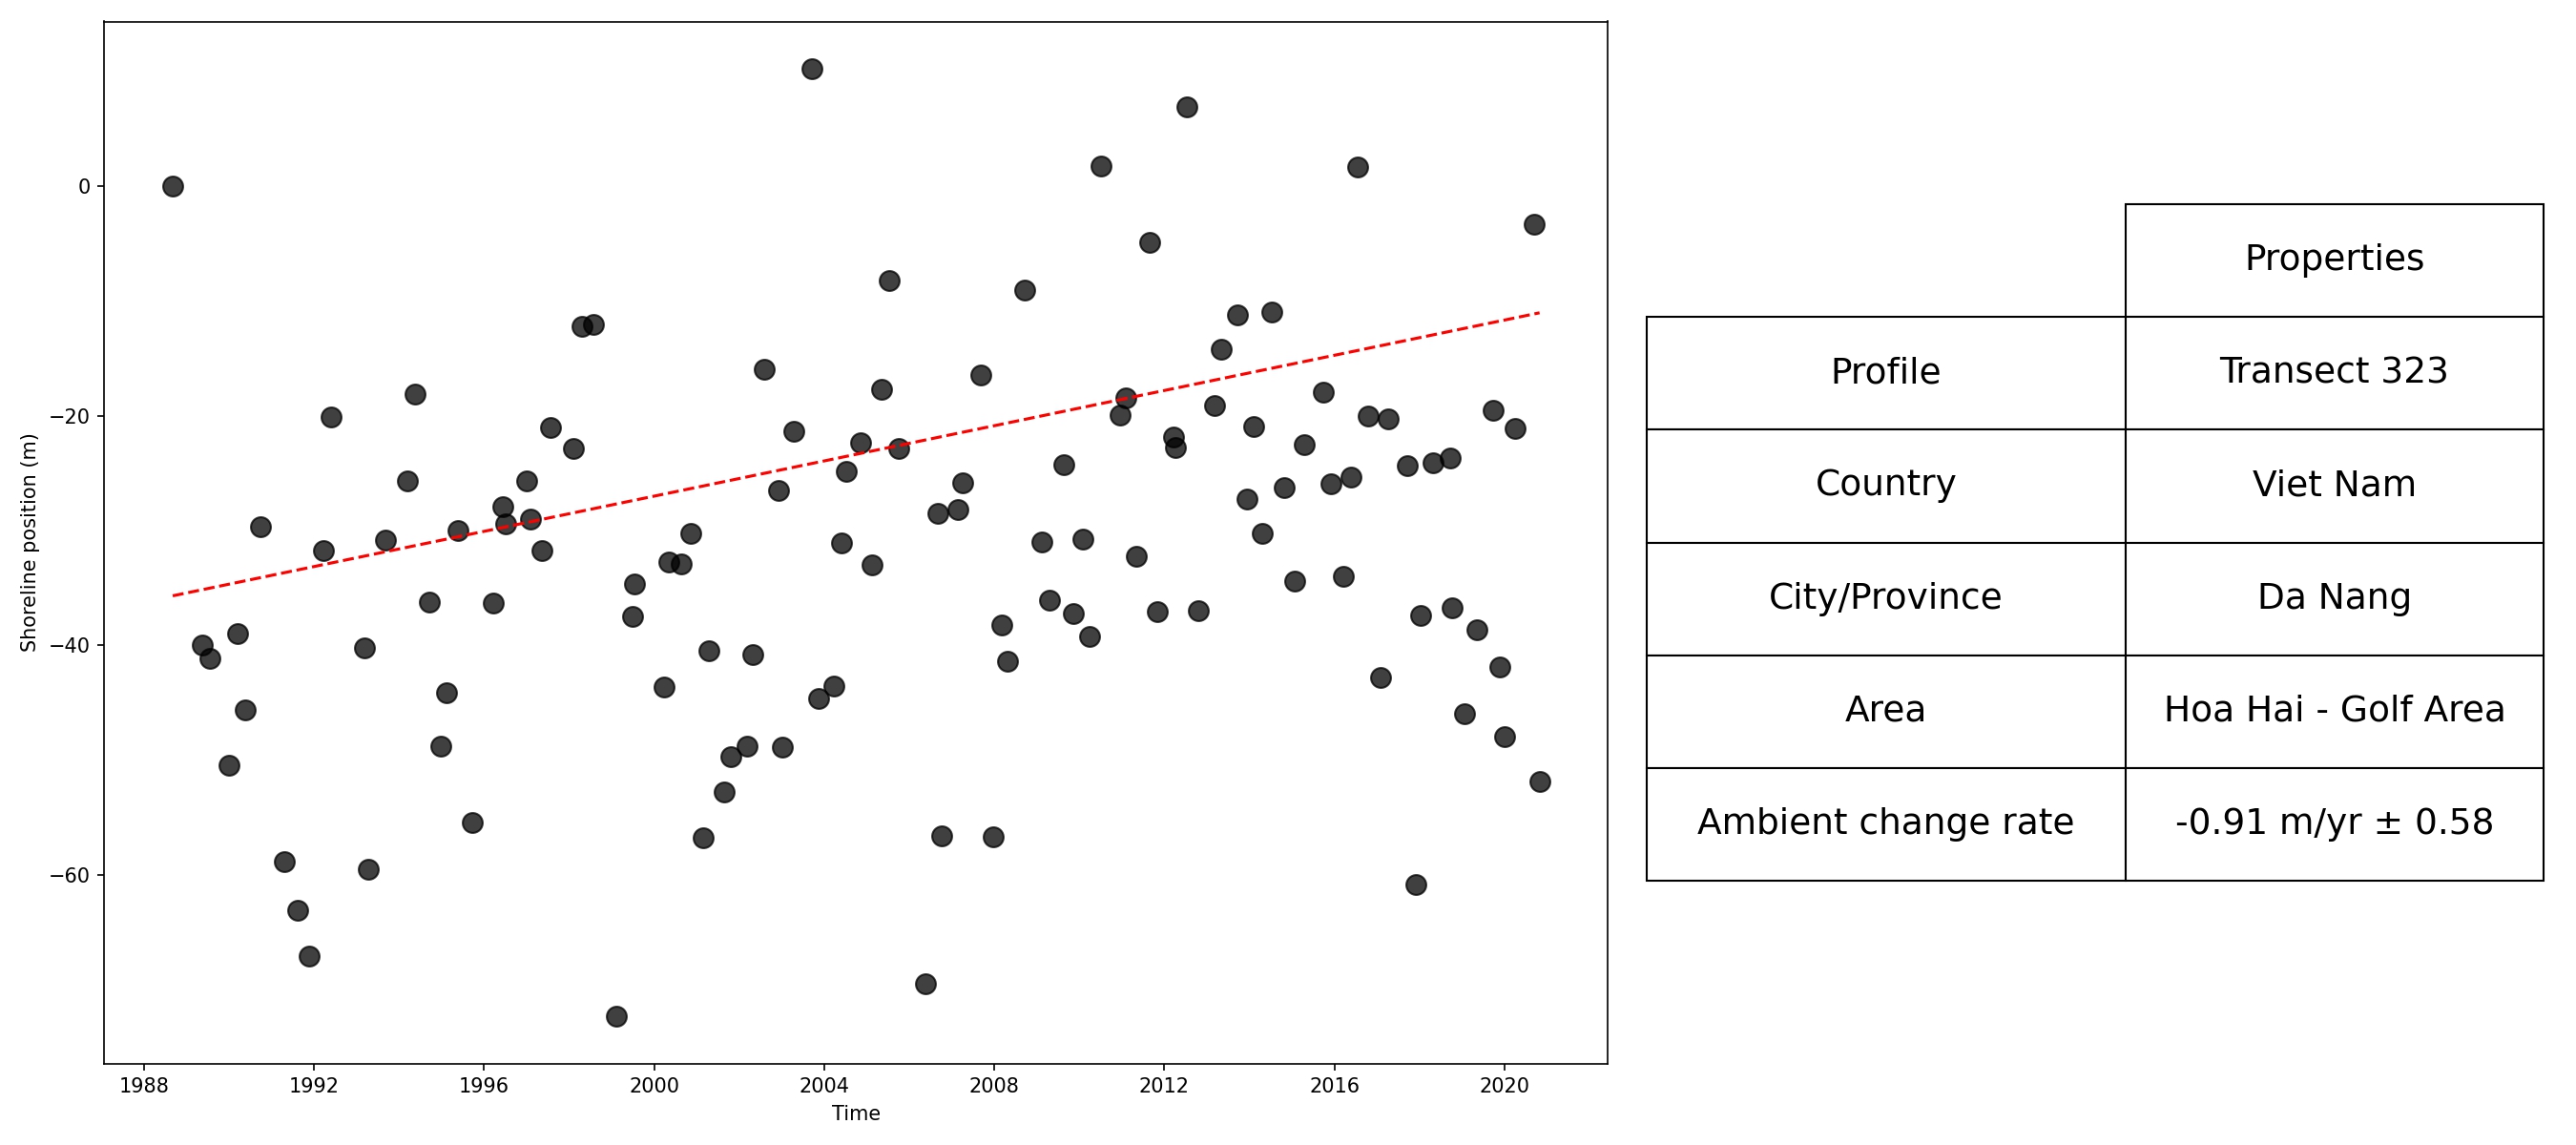 0
−20
−40
−60
Shoreline position (m)
1988 1992 1996 2000 2004 2008 2012 2016 2020
Time
Properties
Profile Transect 323
Country Viet Nam
City/Province Da Nang
Area Hoa Hai - Golf Area
Ambient change rate -0.91 m/yr ± 0.58